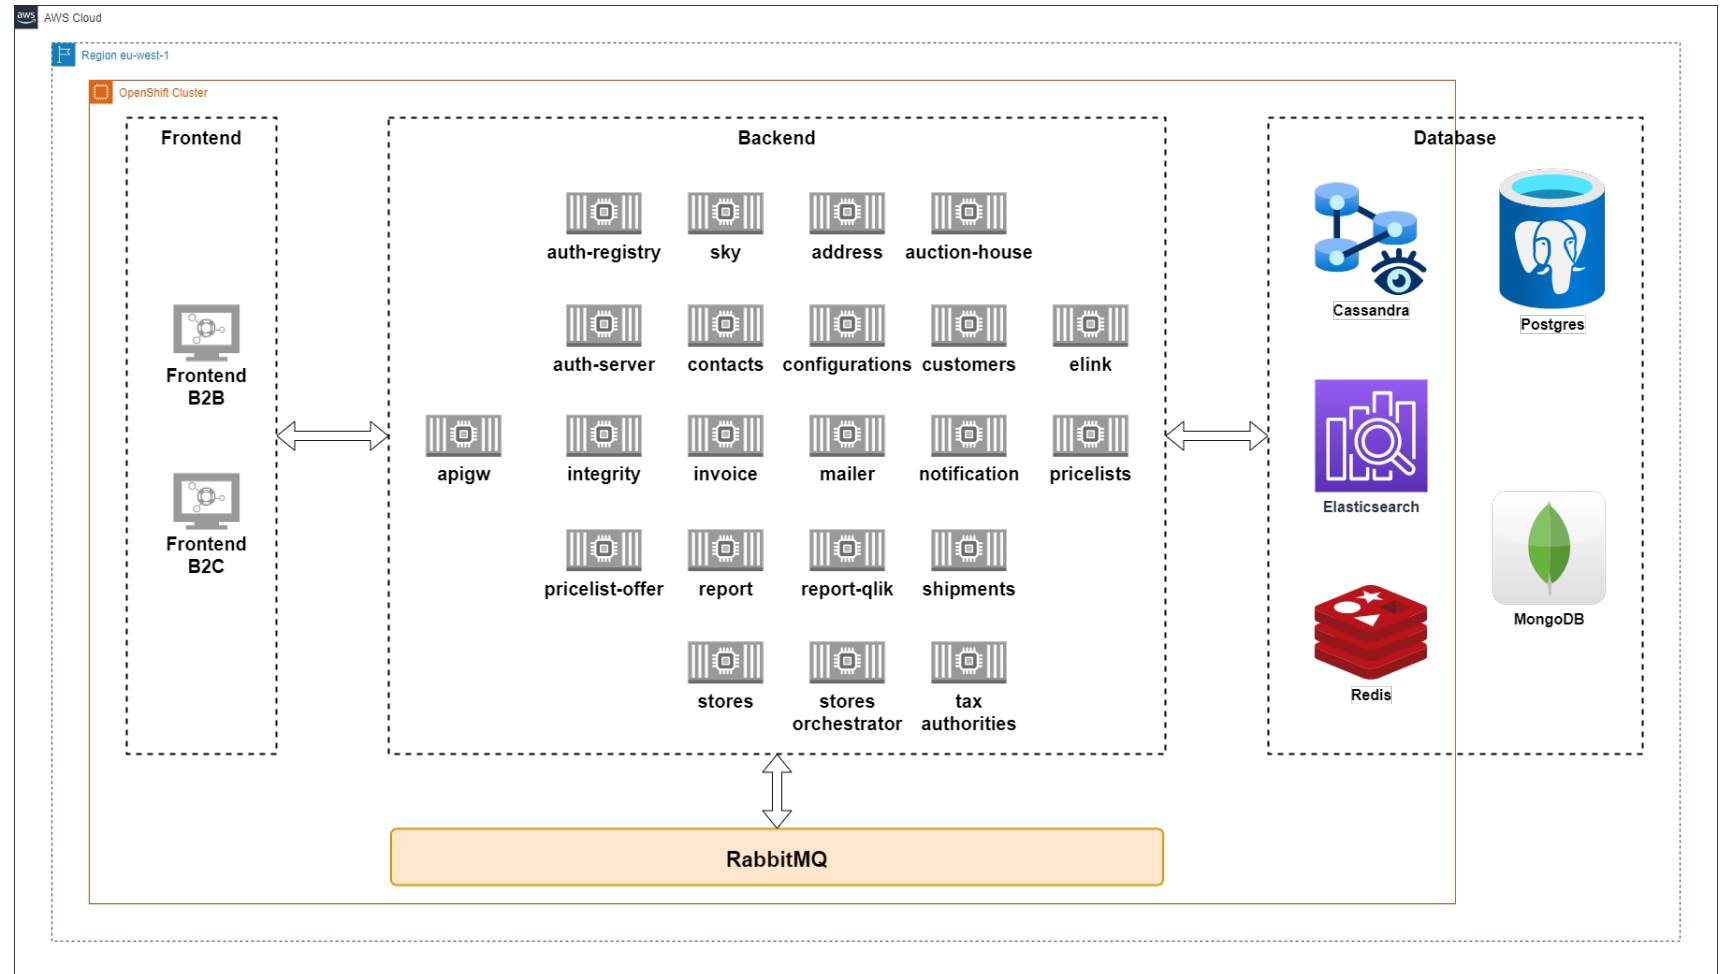 aws
AWS Cloud
Region eu-west-1
OpenShift Cluster
Frontend
Backend
Database
auth-registry
sky
address
auction-house
Cassandra
Postgres
auth-server
contacts
configurations
customers
elink
Frontend
B2B
apigw
integrity
invoice
mailer
notification
pricelists
Elasticsearch
Frontend
B2C
pricelist-offer
report
report-qlik
shipments
MongoDB
stores
stores
orchestrator
tax
authorities
Redis
RabbitMQ